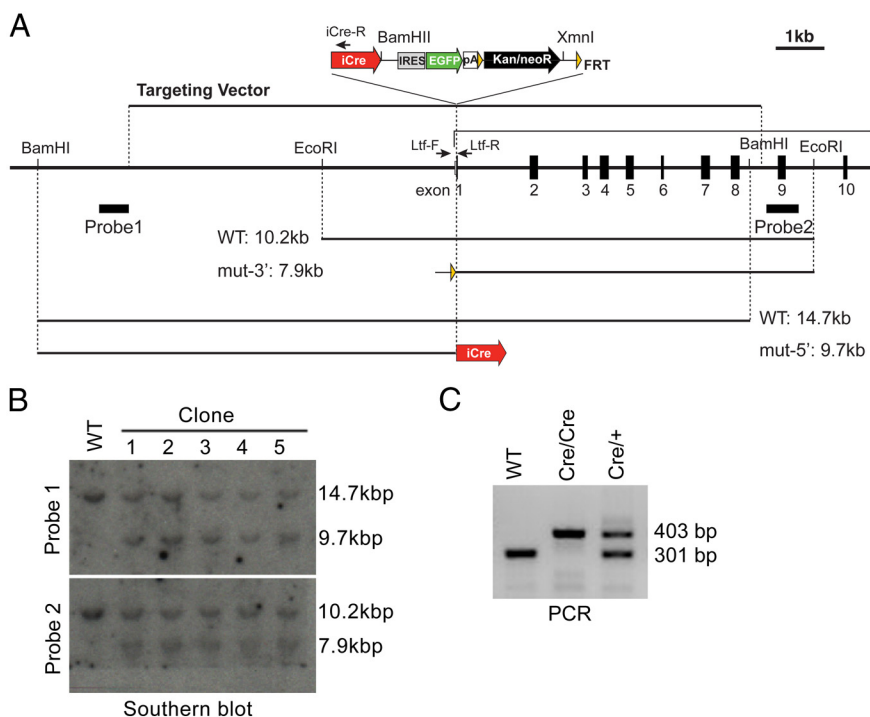 A
iCre-R
BamHII
XmnI
1kb
iCre
IRES
EGFP
pA
Kan/neoR
FRT
Targeting Vector
BamHI
EcoRI
Ltf-F
Ltf-R
BamHI
EcoRI
exon 1
2
3
4
5
6
7
8
9
10
Probe1
Probe2
WT: 10.2kb
mut-3': 7.9kb
WT: 14.7kb
iCre
mut-5': 9.7kb
B
WT
Clone
1 2 3 4 5
Probe 1
14.7kbp
9.7kbp
Probe 2
10.2kbp
7.9kbp
Southern blot
C
WT
Cre/Cre
Cre/+
403 bp
301 bp
PCR